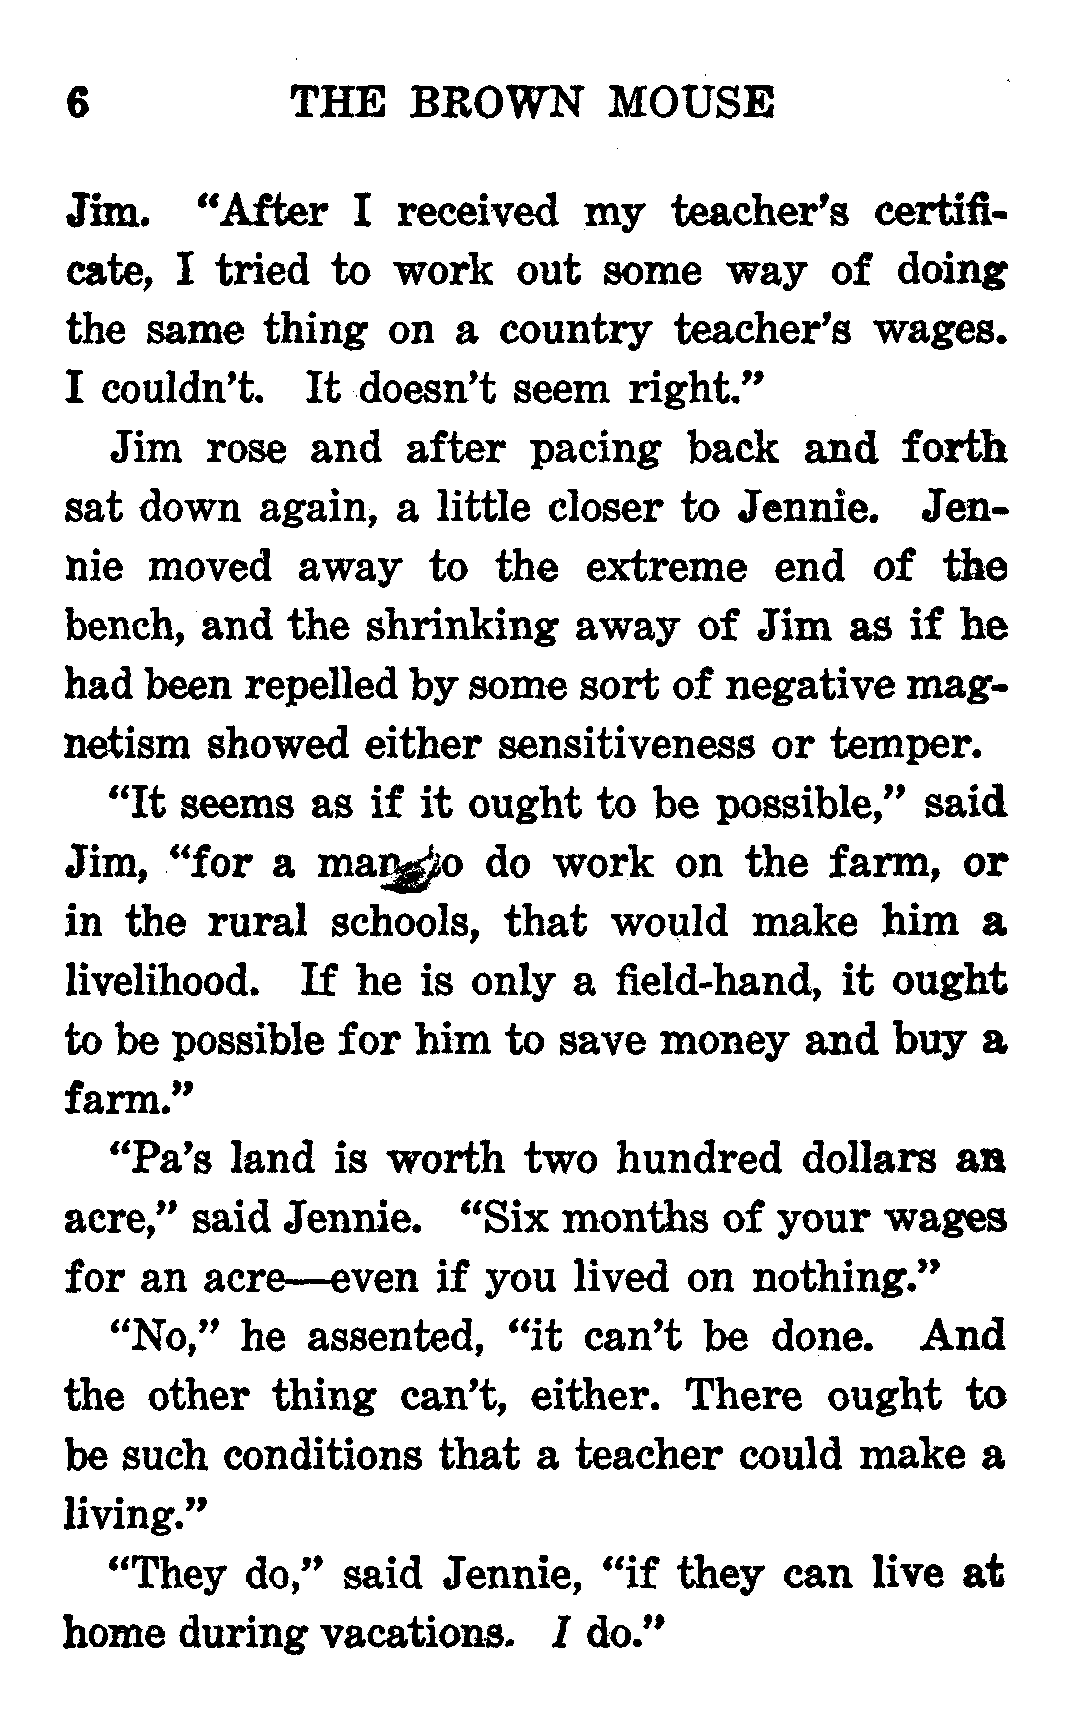 6 THE BROWN MOUSE
Jim. “After I received my teacher’s certifi-
cate, I tried to work out some way of doing
the same thing on a country teacher’s wages.
I couldn’t. It doesn’t seem right.”
Jim rose and after pacing back and forth
sat down again, a little closer to Jennie. Jen-
nie moved away to the extreme end of the
bench, and the shrinking away of Jim as if he
had been repelled by some sort of negative mag-
netism showed either sensitiveness or temper.
“It seems as if it ought to be possible,” said
Jim, “for a man to do work on the farm, or
in the rural schools, that would make him a
livelihood. If he is only a field-hand, it ought
to be possible for him to save money and buy a
farm.”
“Pa’s land is worth two hundred dollars an
acre,” said Jennie. “Six months of your wages
for an acre—even if you lived on nothing.”
“No,” he assented, “it can’t be done. And
the other thing can’t, either. There ought to
be such conditions that a teacher could make a
living.”
“They do,” said Jennie, “if they can live at
home during vacations. I do.”